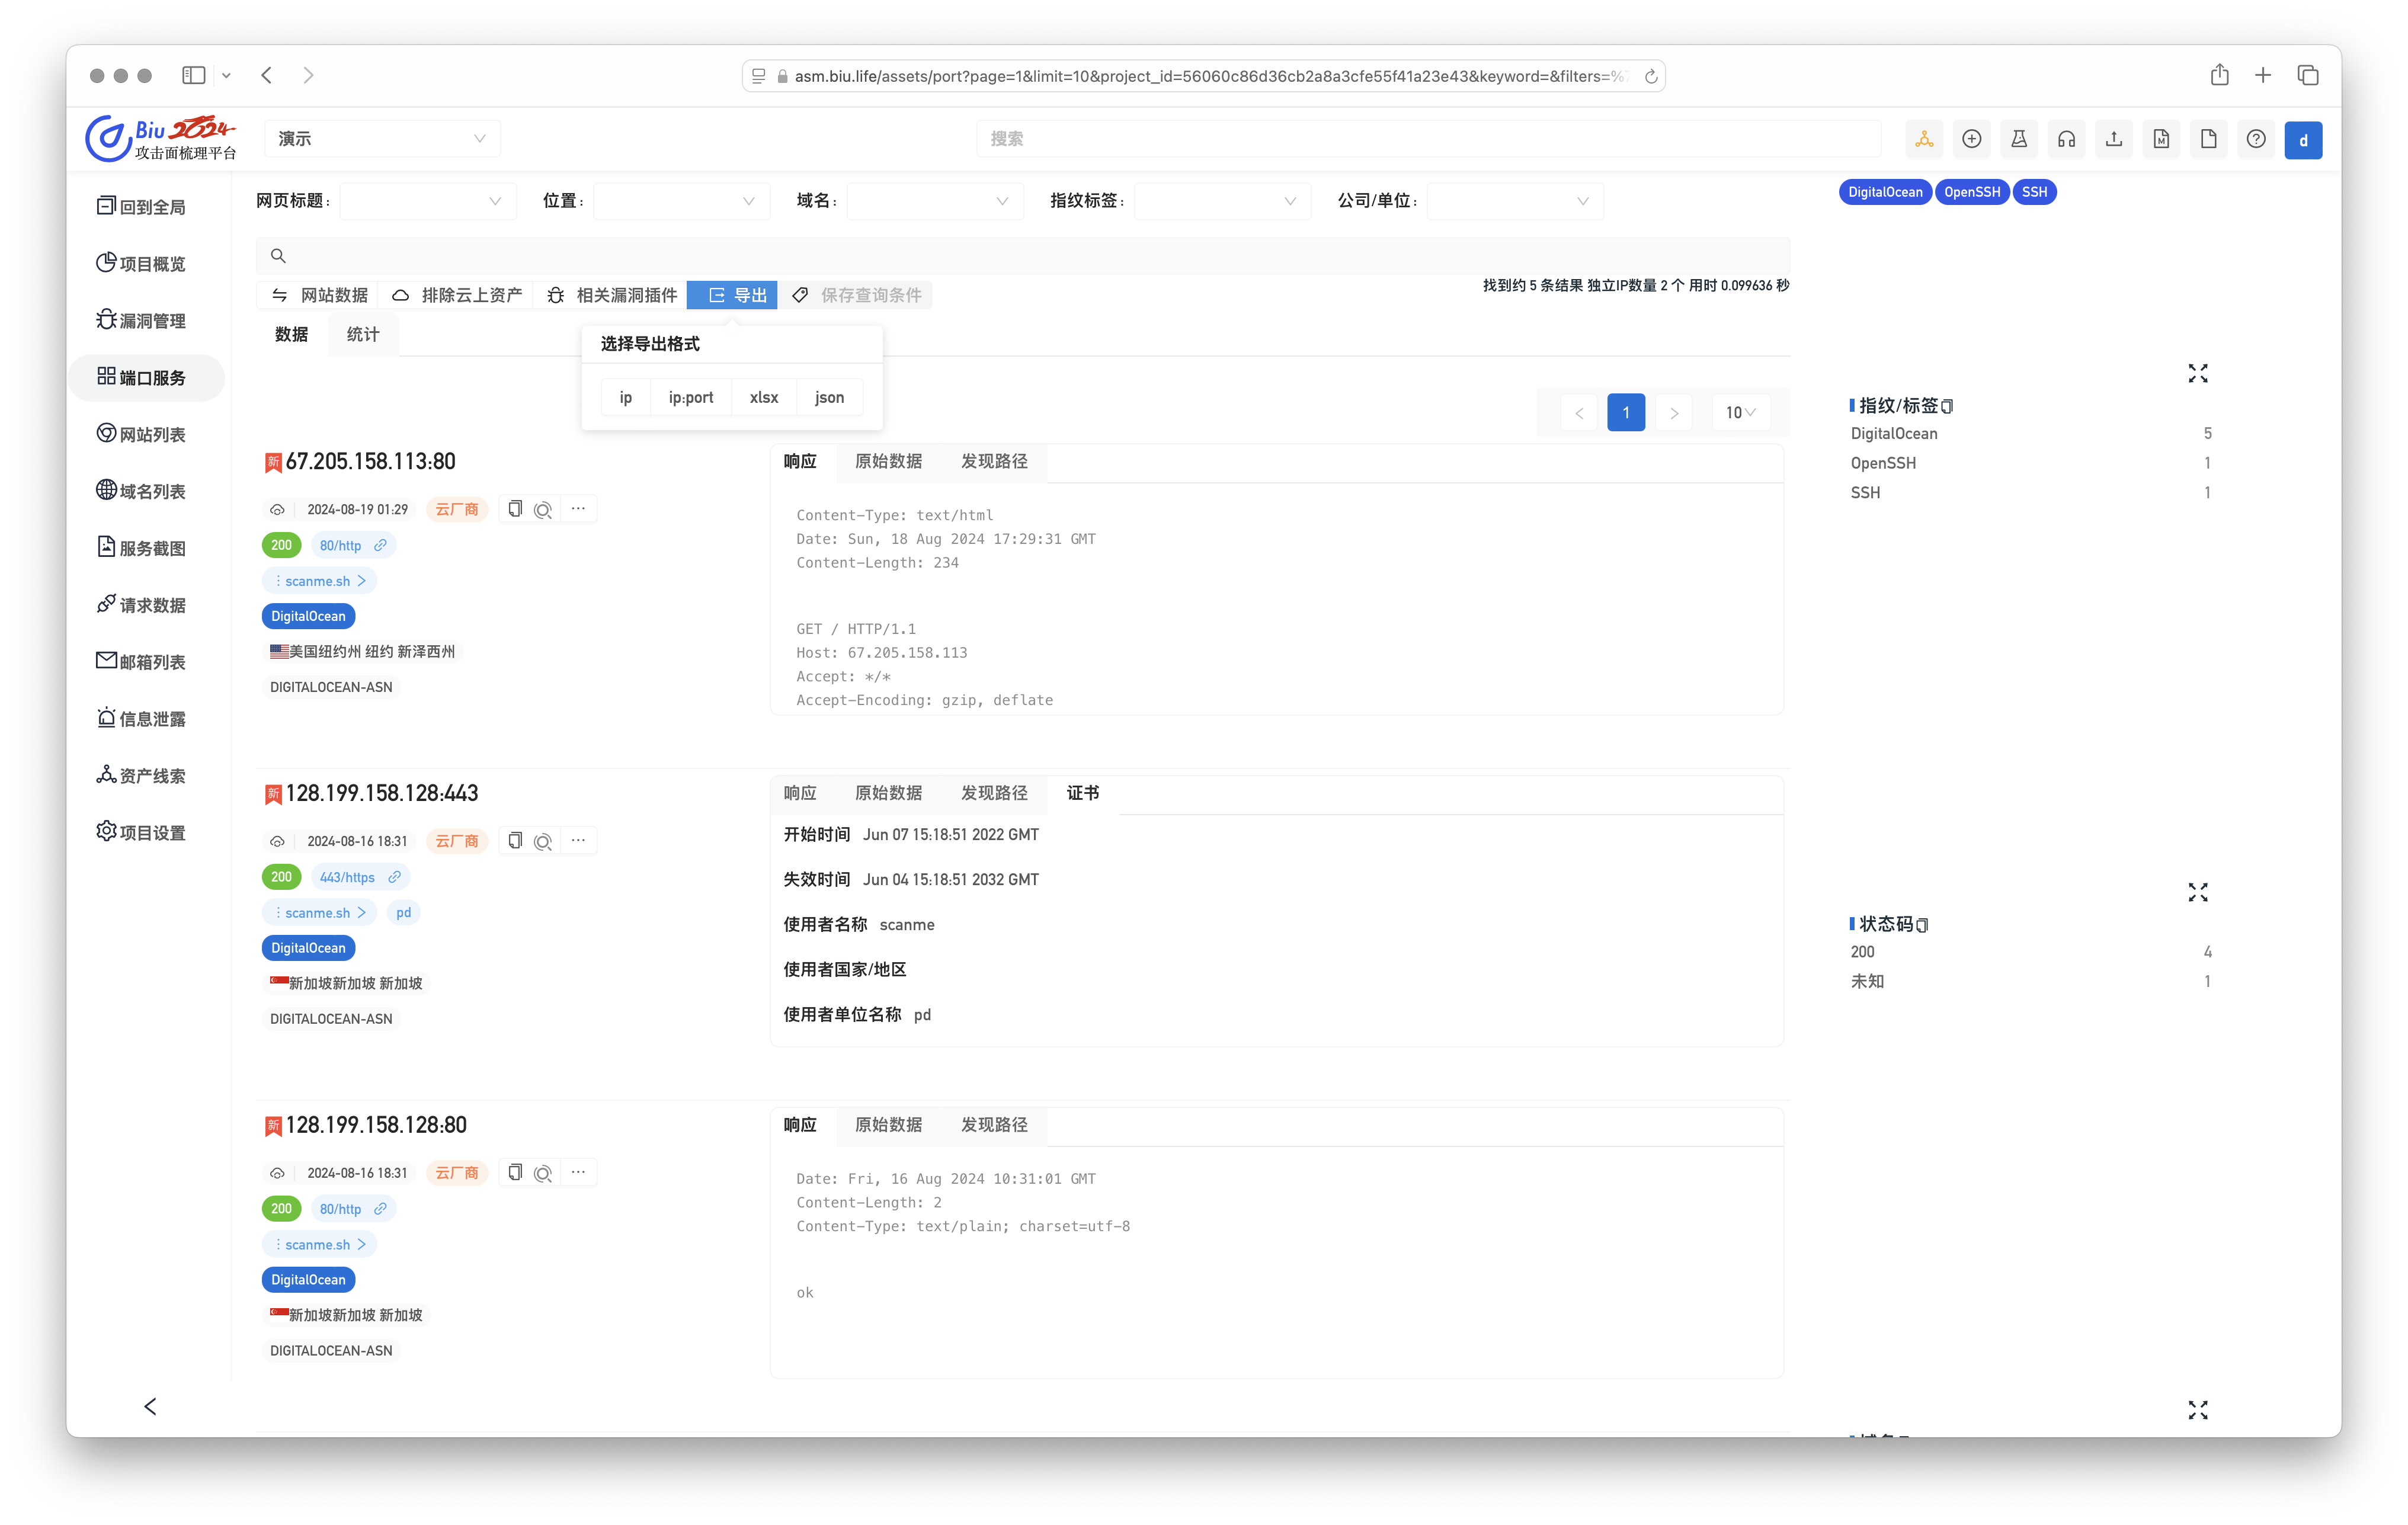 asm.biu.life/assets/port?page=1&limit=10&project_id=56060c86d36cb2a8a3cfe55f41a23e43&keyword=&filters=%
Biu 2024
攻击面梳理平台
演示
搜索
d
回到全局
项目概览
漏洞管理
端口服务
网站列表
域名列表
服务截图
请求数据
邮箱列表
信息泄露
资产线索
项目设置
网页标题: 位置: 域名: 指纹标签: 公司/单位:
网站数据 排除云上资产 相关漏洞插件 导出 保存查询条件
找到约 5 条结果 独立IP数量 2 个 用时 0.099636 秒
数据 统计
选择导出格式
ip ip:port xlsx json
1 10
新 67.205.158.113:80
2024-08-19 01:29 云厂商
200 80/http
scanme.sh
DigitalOcean
美国纽约州 纽约 新泽西州
DIGITALOCEAN-ASN
响应 原始数据 发现路径
Content-Type: text/html
Date: Sun, 18 Aug 2024 17:29:31 GMT
Content-Length: 234
GET / HTTP/1.1
Host: 67.205.158.113
Accept: */*
Accept-Encoding: gzip, deflate
新 128.199.158.128:443
2024-08-16 18:31 云厂商
200 443/https
scanme.sh pd
DigitalOcean
新加坡新加坡 新加坡
DIGITALOCEAN-ASN
响应 原始数据 发现路径 证书
开始时间 Jun 07 15:18:51 2022 GMT
失效时间 Jun 04 15:18:51 2032 GMT
使用者名称 scanme
使用者国家/地区
使用者单位名称 pd
新 128.199.158.128:80
2024-08-16 18:31 云厂商
200 80/http
scanme.sh
DigitalOcean
新加坡新加坡 新加坡
DIGITALOCEAN-ASN
响应 原始数据 发现路径
Date: Fri, 16 Aug 2024 10:31:01 GMT
Content-Length: 2
Content-Type: text/plain; charset=utf-8
ok
DigitalOcean OpenSSH SSH
指纹/标签
DigitalOcean 5
OpenSSH 1
SSH 1
状态码
200 4
未知 1